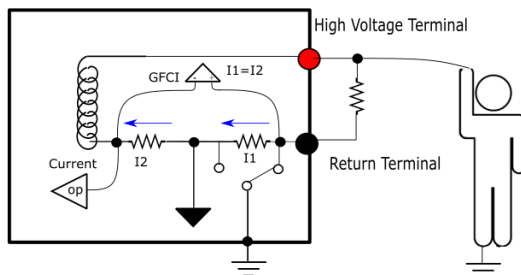 High Voltage Terminal
GFCI
I1=I2
I2
I1
Current
op
Return Terminal